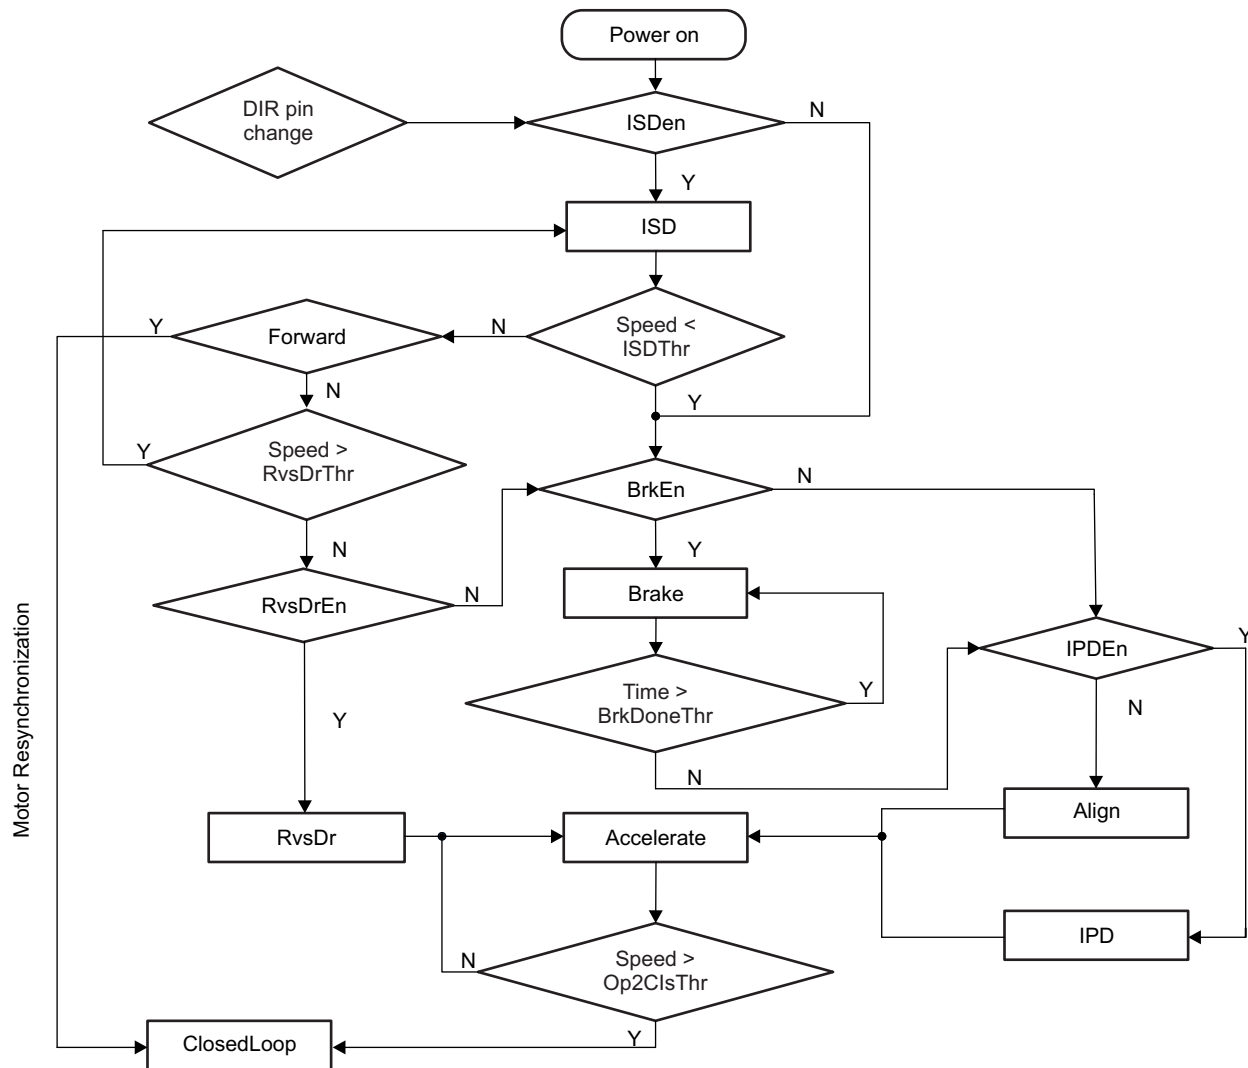 Power on
DIR pin
change
ISDen
N
Y
ISD
Y
Forward
N
Speed <
ISDThr
N
Y
Y
Speed >
RvsDrThr
BrkEn
N
N
Y
RvsDrEn
N
Brake
IPDEn
Y
Motor Resynchronization
Time >
BrkDoneThr
Y
N
Y
N
Align
RvsDr
Accelerate
IPD
N
Speed >
Op2ClsThr
Y
ClosedLoop